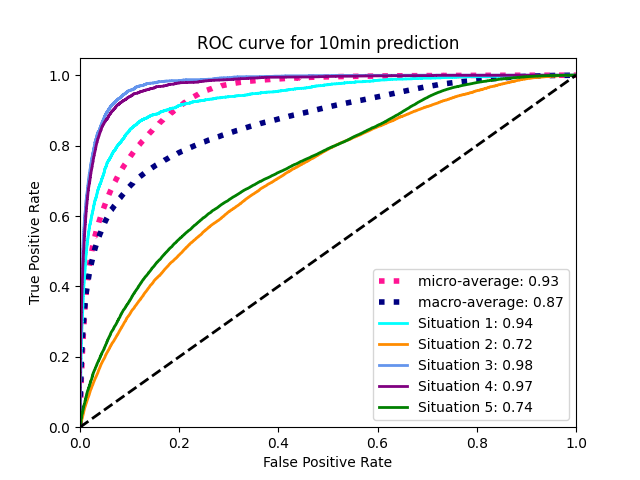 ROC curve for 10min prediction
True Positive Rate
1.0
0.8
0.6
0.4
0.2
0.0
micro-average: 0.93
macro-average: 0.87
Situation 1: 0.94
Situation 2: 0.72
Situation 3: 0.98
Situation 4: 0.97
Situation 5: 0.74
0.0 0.2 0.4 0.6 0.8 1.0
False Positive Rate